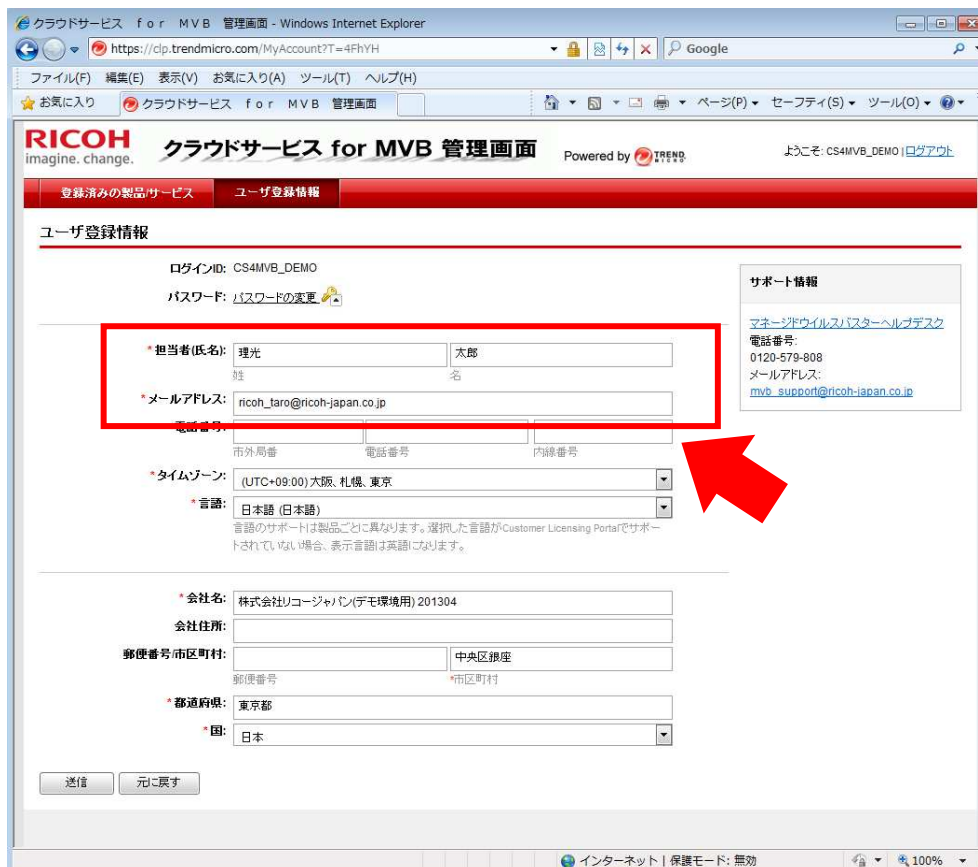 クラウドサービス for MVB 管理画面 - Windows Internet Explorer
https://clp.trendmicro.com/MyAccount?T=4FhYH
Google
ファイル(F) 編集(E) 表示(V) お気に入り(A) ツール(T) ヘルプ(H)
お気に入り クラウドサービス for MVB 管理画面 ページ(P) セーフティ(S) ツール(O)
RICOH
imagine. change.
クラウドサービス for MVB 管理画面
Powered by TREND MICRO
ようこそ: CS4MVB_DEMO | ログアウト
登録済みの製品/サービス ユーザ登録情報
ユーザ登録情報
ログインID: CS4MVB_DEMO
パスワード: パスワードの変更
*担当者(氏名): 理光 太郎
姓 名
*メールアドレス: ricoh_taro@ricoh-japan.co.jp
電話番号:
市外局番 電話番号 内線番号
*タイムゾーン: (UTC+09:00) 大阪、札幌、東京
*言語: 日本語 (日本語)
言語のサポートは製品ごとに異なります。選択した言語がCustomer Licensing Portalでサポー
トされていない場合、表示言語は英語になります。
*会社名: 株式会社リコージャパン(デモ環境用) 201304
会社住所:
郵便番号/市区町村: 中央区銀座
郵便番号 *市区町村
*都道府県: 東京都
*国: 日本
送信 元に戻す
サポート情報
マネージドウイルスバスターヘルプデスク
電話番号:
0120-579-808
メールアドレス:
mvb_support@ricoh-japan.co.jp
インターネット | 保護モード: 無効 100%